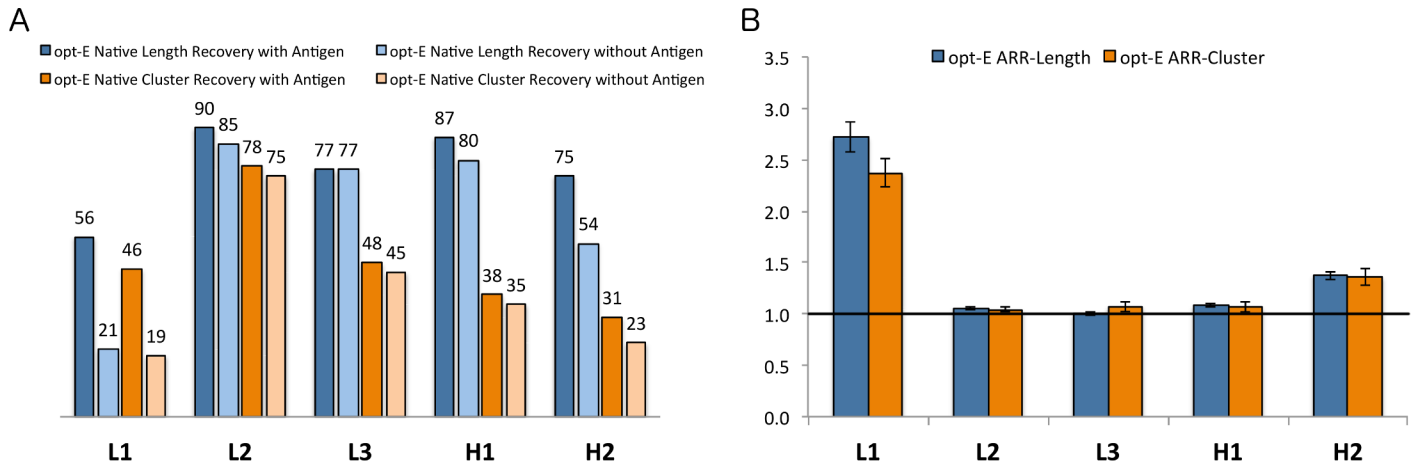 A
opt-E Native Length Recovery with Antigen
opt-E Native Length Recovery without Antigen
opt-E Native Cluster Recovery with Antigen
opt-E Native Cluster Recovery without Antigen
56 21 46 19
90 85 78 75
77 77 48 45
87 80 38 35
75 54 31 23
L1 L2 L3 H1 H2
B
opt-E ARR-Length opt-E ARR-Cluster
3.5
3.0
2.5
2.0
1.5
1.0
0.5
0.0
L1 L2 L3 H1 H2